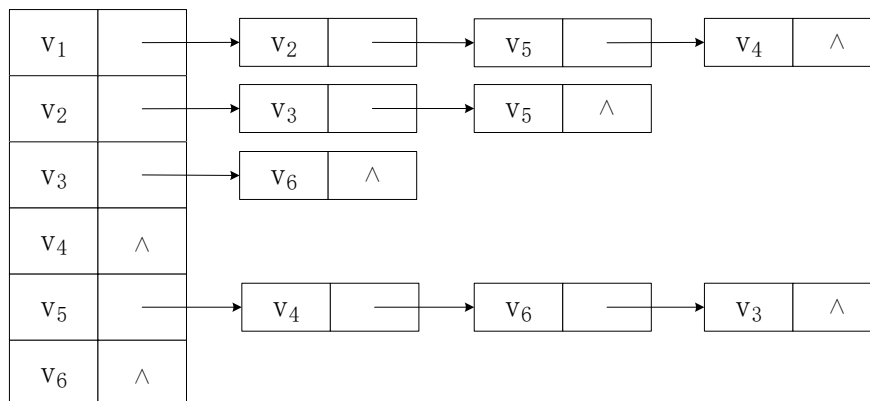 v₁ v₂ v₅ v₄ ∧
v₂ v₃ v₅ ∧
v₃ v₆ ∧
v₄ ∧
v₅ v₄ v₆ v₃ ∧
v₆ ∧